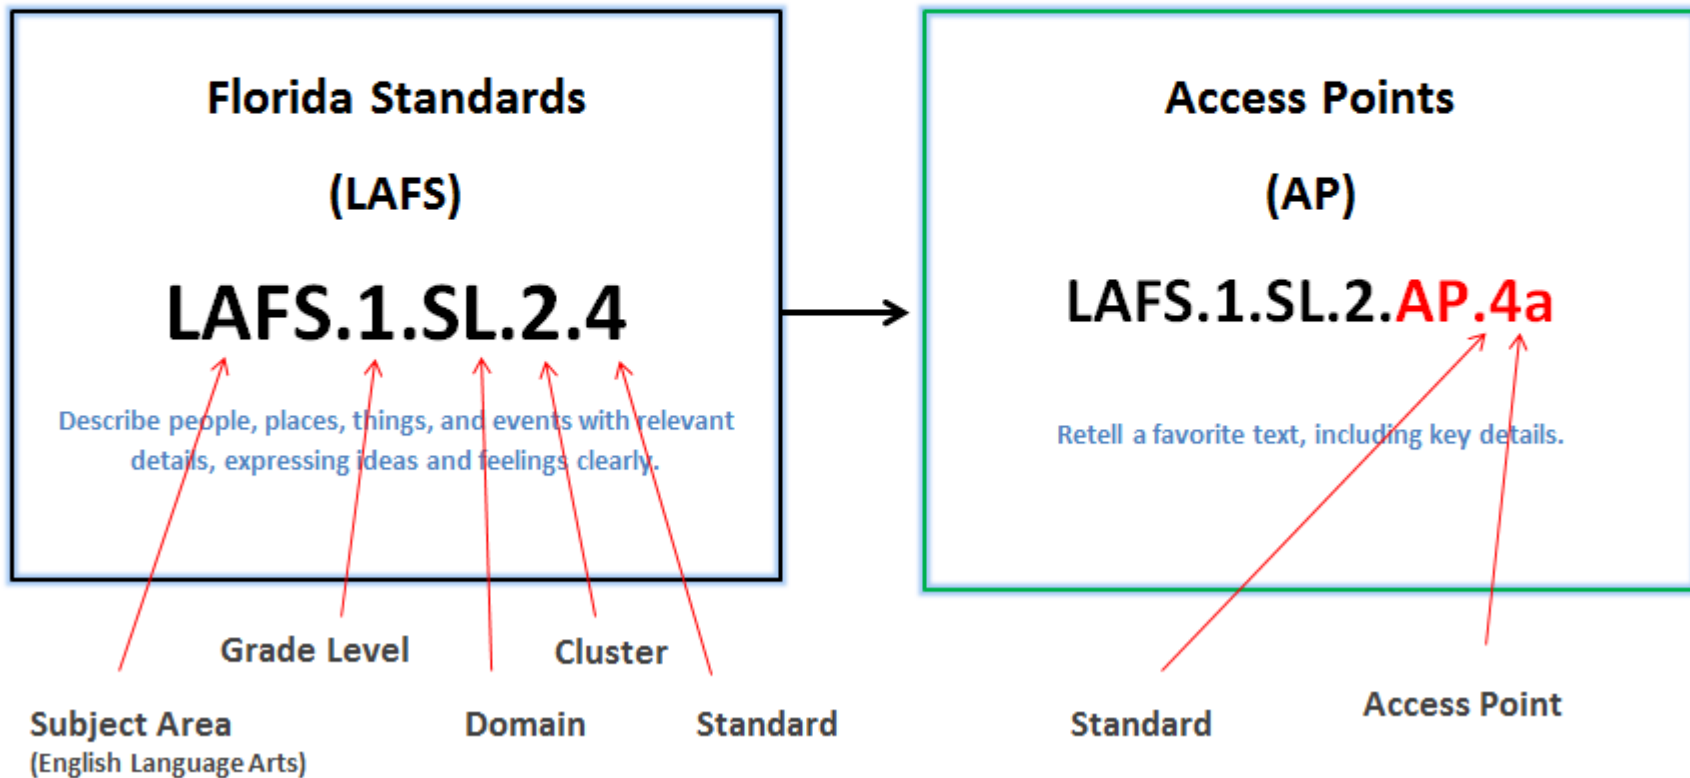 Florida Standards
(LAFS)
LAFS.1.SL.2.4
Describe people, places, things, and events with relevant
details, expressing ideas and feelings clearly.
Grade Level
Cluster
Subject Area
(English Language Arts)
Domain
Standard
Access Points
(AP)
LAFS.1.SL.2.AP.4a
Retell a favorite text, including key details.
Standard
Access Point